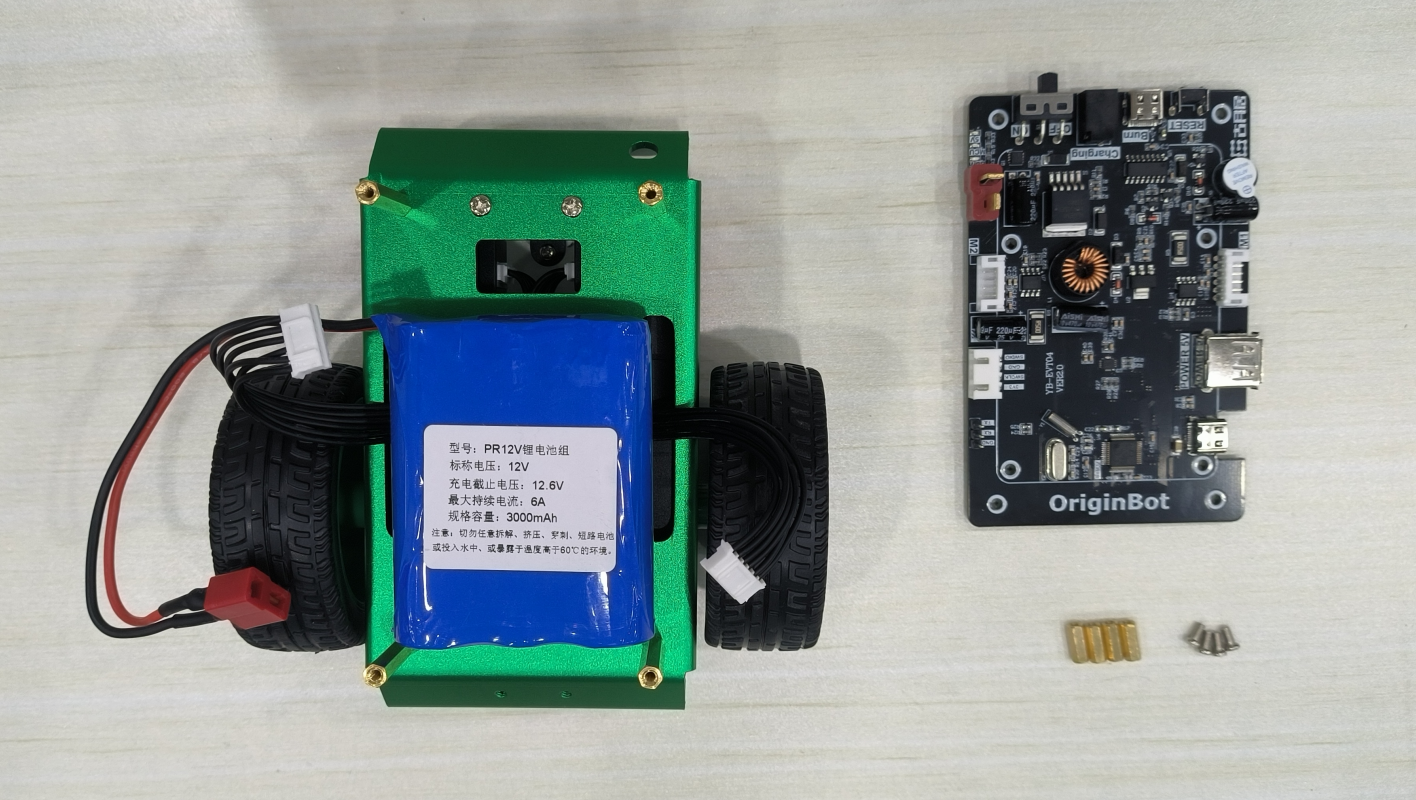 型号：PR12V锂电池组
标称电压：12V
充电截止电压：12.6V
最大持续电流：6A
规格容量：3000mAh
注意：切勿任意拆解、挤压、穿刺、短路电池
或投入水中、或暴露于温度高于60℃的环境。
RESET
Burn
Charging
M2
220uF
YB-EVT04
VER2.0
OriginBot